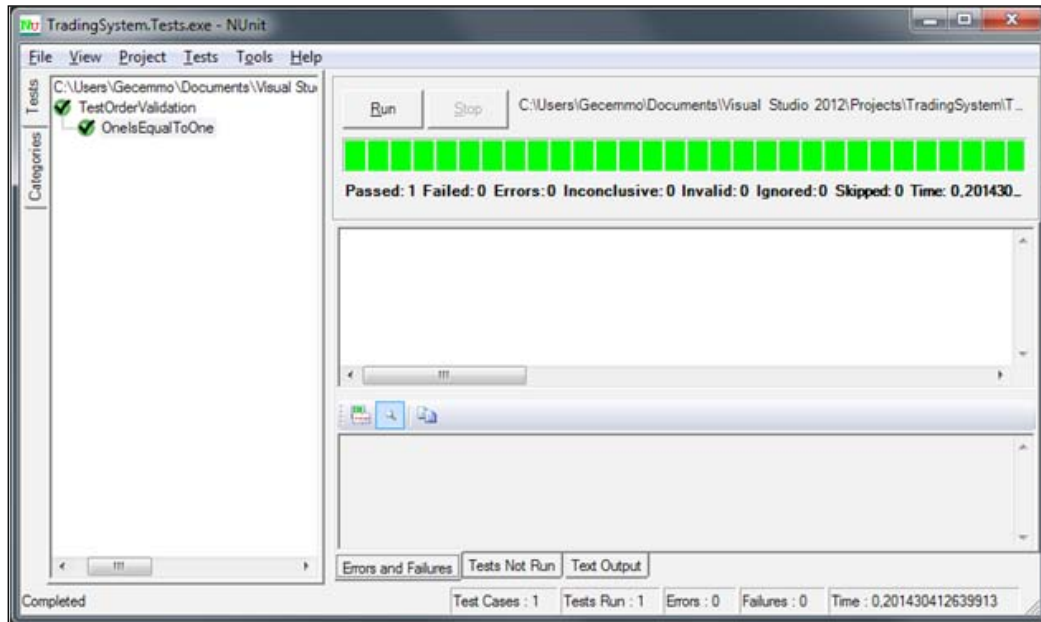 TradingSystem.Tests.exe - NUnit
File View Project Tests Tools Help
Tests
Categories
C:\Users\Gecemmo\Documents\Visual Stu
TestOrderValidation
OneIsEqualToOne
Run
Stop
C:\Users\Gecemmo\Documents\Visual Studio 2012\Projects\TradingSystem\T...
Passed: 1 Failed: 0 Errors: 0 Inconclusive: 0 Invalid: 0 Ignored: 0 Skipped: 0 Time: 0,201430...
Errors and Failures
Tests Not Run
Text Output
Completed
Test Cases : 1
Tests Run : 1
Errors : 0
Failures : 0
Time : 0,201430412639913